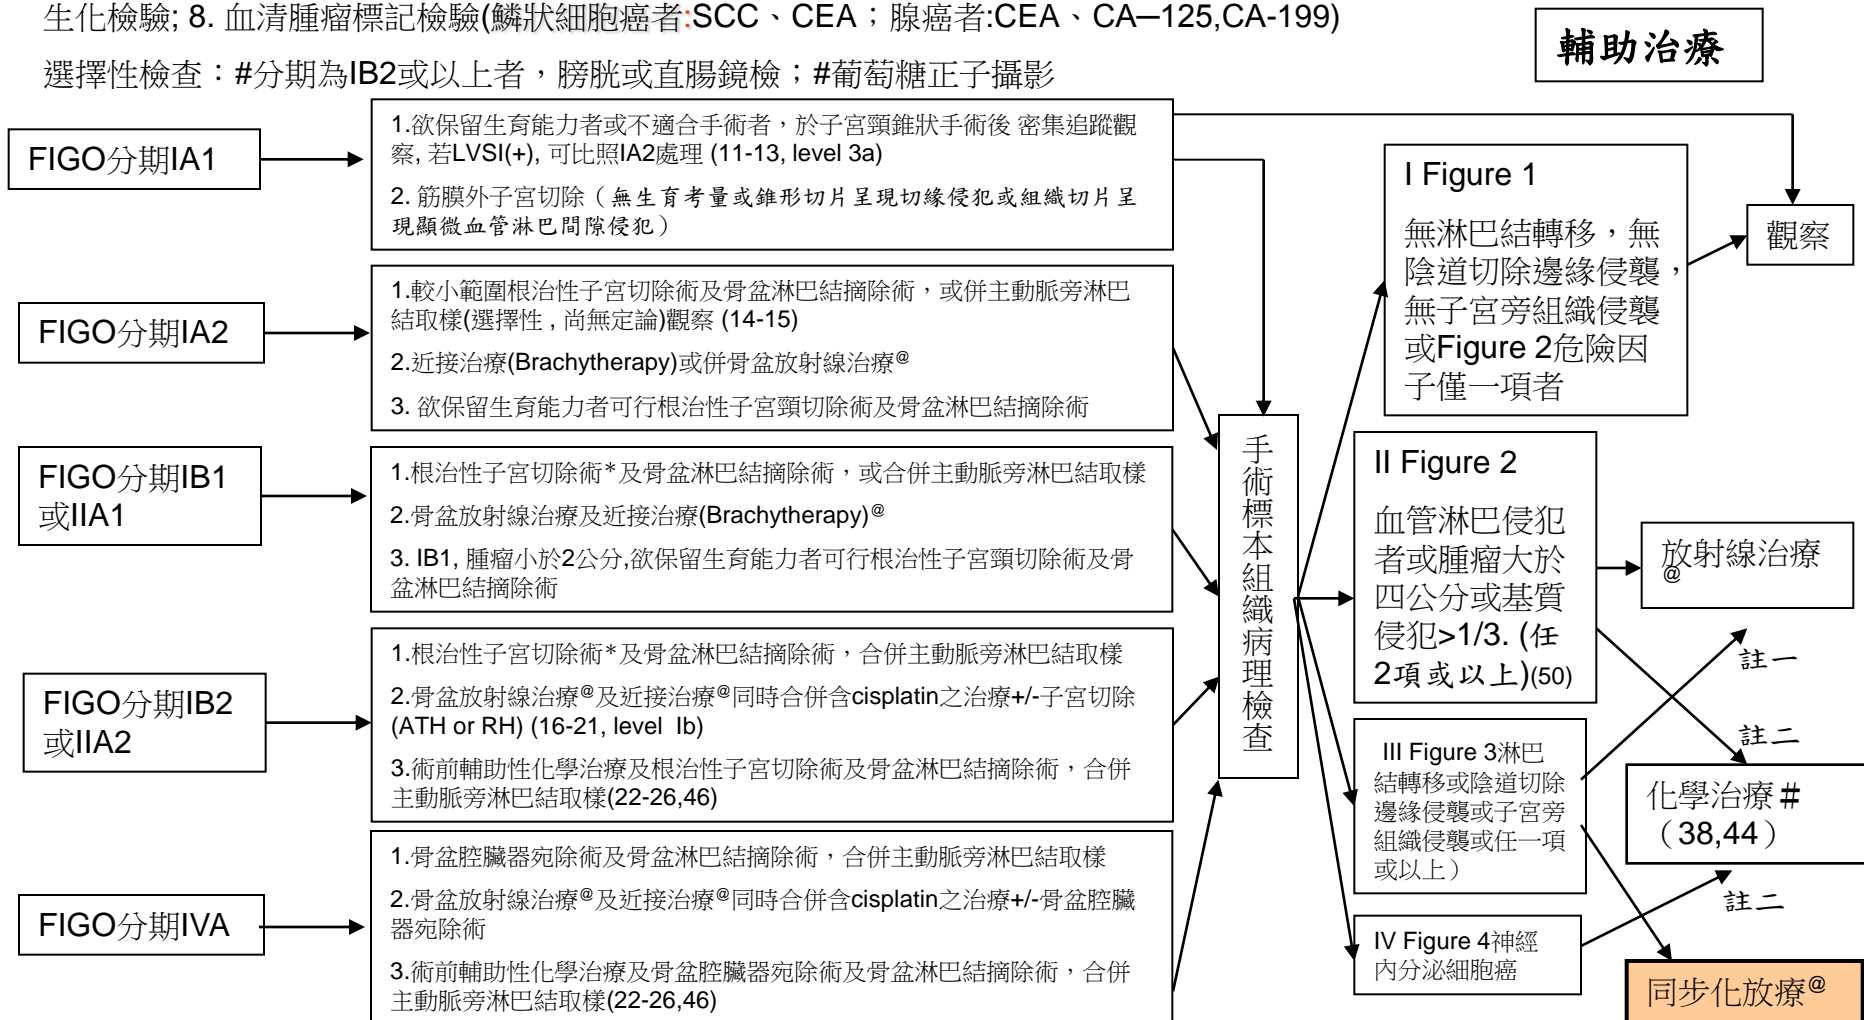 生化檢驗; 8. 血清腫瘤標記檢驗(鱗狀細胞癌者:SCC、CEA；腺癌者:CEA、CA─125,CA-199)
選擇性檢查：#分期為IB2或以上者，膀胱或直腸鏡檢；#葡萄糖正子攝影
輔助治療
FIGO分期IA1
1.欲保留生育能力者或不適合手術者，於子宮頸錐狀手術後 密集追蹤觀
察, 若LVSI(+), 可比照IA2處理 (11-13, level 3a)
2. 筋膜外子宮切除（無生育考量或錐形切片呈現切緣侵犯或組織切片呈
現顯微血管淋巴間隙侵犯）
FIGO分期IA2
1.較小範圍根治性子宮切除術及骨盆淋巴結摘除術，或併主動脈旁淋巴
結取樣(選擇性 , 尚無定論)觀察 (14-15)
2.近接治療(Brachytherapy)或併骨盆放射線治療@
3. 欲保留生育能力者可行根治性子宮頸切除術及骨盆淋巴結摘除術
FIGO分期IB1
或IIA1
1.根治性子宮切除術*及骨盆淋巴結摘除術，或合併主動脈旁淋巴結取樣
2.骨盆放射線治療及近接治療(Brachytherapy)@
3. IB1, 腫瘤小於2公分,欲保留生育能力者可行根治性子宮頸切除術及骨
盆淋巴結摘除術
FIGO分期IB2
或IIA2
1.根治性子宮切除術*及骨盆淋巴結摘除術，合併主動脈旁淋巴結取樣
2.骨盆放射線治療@及近接治療@同時合併含cisplatin之治療+/-子宮切除
(ATH or RH) (16-21, level Ib)
3.術前輔助性化學治療及根治性子宮切除術及骨盆淋巴結摘除術，合併
主動脈旁淋巴結取樣(22-26,46)
FIGO分期IVA
1.骨盆腔臟器宛除術及骨盆淋巴結摘除術，合併主動脈旁淋巴結取樣
2.骨盆放射線治療@及近接治療@同時合併含cisplatin之治療+/-骨盆腔臟
器宛除術
3.術前輔助性化學治療及骨盆腔臟器宛除術及骨盆淋巴結摘除術，合併
主動脈旁淋巴結取樣(22-26,46)
手術標本組織病理檢查
I Figure 1
無淋巴結轉移，無
陰道切除邊緣侵襲，
無子宮旁組織侵襲
或Figure 2危險因
子僅一項者
觀察
II Figure 2
血管淋巴侵犯
者或腫瘤大於
四公分或基質
侵犯>1/3. (任
2項或以上)(50)
放射線治療
@
註一
註二
III Figure 3淋巴
結轉移或陰道切除
邊緣侵襲或子宮旁
組織侵襲或任一項
或以上）
化學治療#
（38,44）
註二
IV Figure 4神經
內分泌細胞癌
同步化放療@